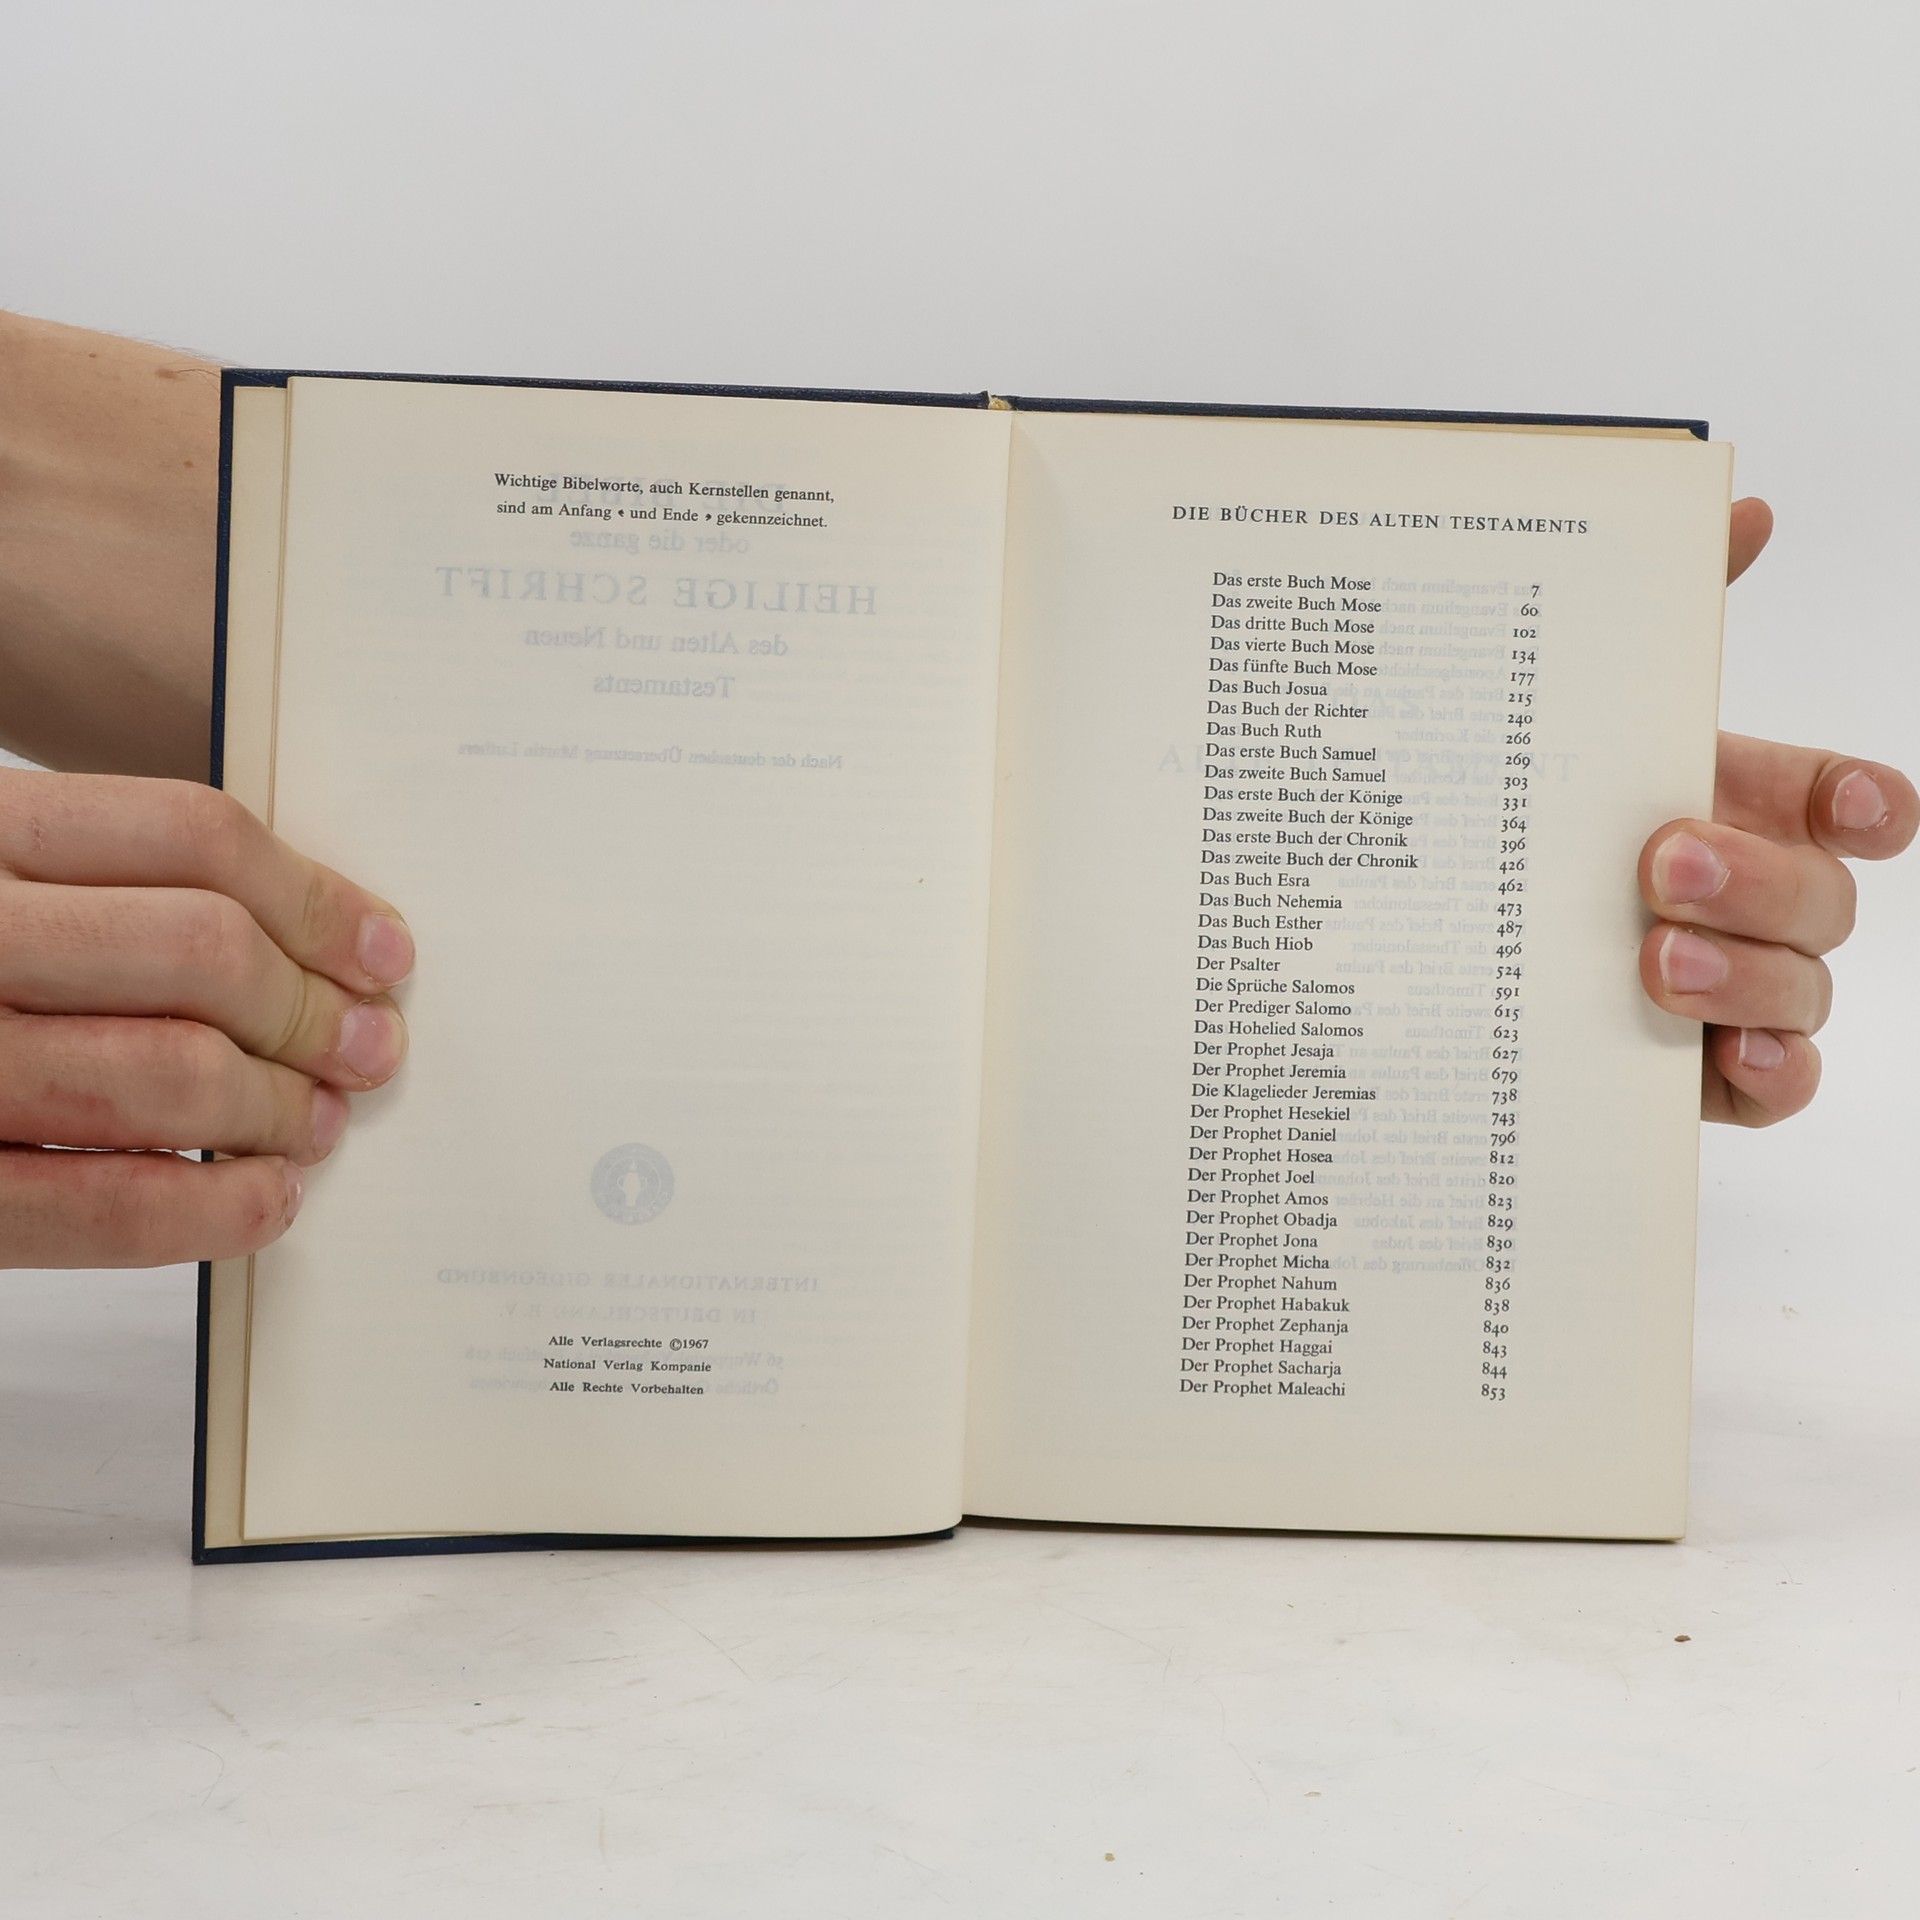 Wichtige Bibelworte, auch Kernstellen genannt,
sind am Anfang ‹ und Ende › gekennzeichnet.
Alle Verlagsrechte ©1967
National Verlag Kompanie
Alle Rechte Vorbehalten
DIE BÜCHER DES ALTEN TESTAMENTS
Das erste Buch Mose 7
Das zweite Buch Mose 60
Das dritte Buch Mose 102
Das vierte Buch Mose 134
Das fünfte Buch Mose 177
Das Buch Josua 215
Das Buch der Richter 240
Das Buch Ruth 266
Das erste Buch Samuel 269
Das zweite Buch Samuel 303
Das erste Buch der Könige 331
Das zweite Buch der Könige 364
Das erste Buch der Chronik 396
Das zweite Buch der Chronik 426
Das Buch Esra 462
Das Buch Nehemia 473
Das Buch Esther 487
Das Buch Hiob 496
Der Psalter 524
Die Sprüche Salomos 591
Der Prediger Salomo 615
Das Hohelied Salomos 623
Der Prophet Jesaja 627
Der Prophet Jeremia 679
Die Klagelieder Jeremias 738
Der Prophet Hesekiel 743
Der Prophet Daniel 796
Der Prophet Hosea 812
Der Prophet Joel 820
Der Prophet Amos 823
Der Prophet Obadja 829
Der Prophet Jona 830
Der Prophet Micha 832
Der Prophet Nahum 836
Der Prophet Habakuk 838
Der Prophet Zephanja 840
Der Prophet Haggai 843
Der Prophet Sacharja 844
Der Prophet Maleachi 853